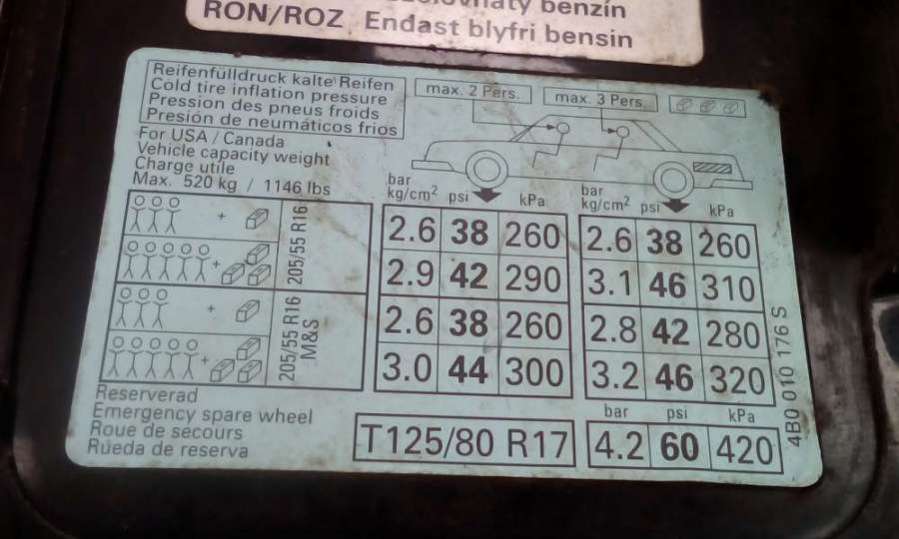 benzín
RON/ROZ Endast blyfri bensin
Reifenfülldruck kalte Reifen
Cold tire inflation pressure
Pression des pneus froids
Presión de neumáticos frios
max. 2 Pers.
max. 3 Pers.
For USA / Canada
Vehicle capacity weight
Charge utile
Max. 520 kg / 1146 lbs
bar
kg/cm² psi kPa
bar
kg/cm² psi kPa
+
205/55 R16
2.6 38 260 2.6 38 260
+
2.9 42 290 3.1 46 310
+
205/55 R16
M&S
2.6 38 260 2.8 42 280
+
3.0 44 300 3.2 46 320
Reserverad
Emergency spare wheel
Roue de secours
Rueda de reserva
T125/80 R17
bar psi kPa
4.2 60 420
4B0 010 176 S